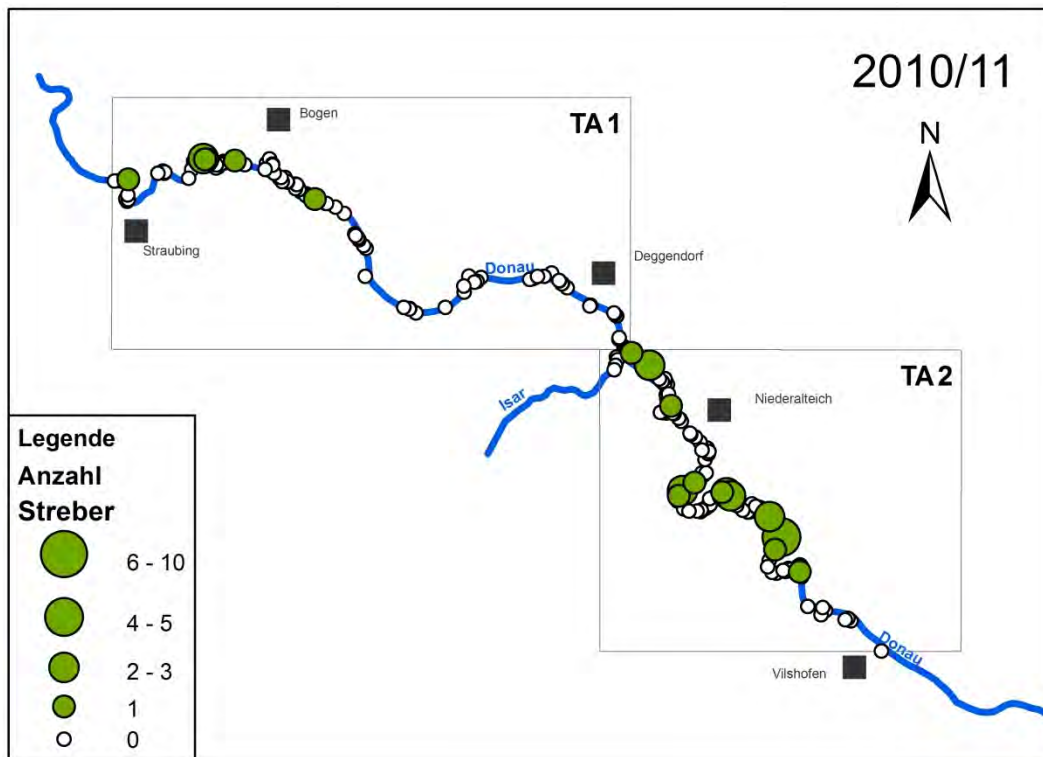 2010/11
N
TA 1
Bogen
Straubing
Donau
Deggendorf
TA 2
Isar
Niederalteich
Donau
Vilshofen
Legende
Anzahl
Streber
6 - 10
4 - 5
2 - 3
1
0